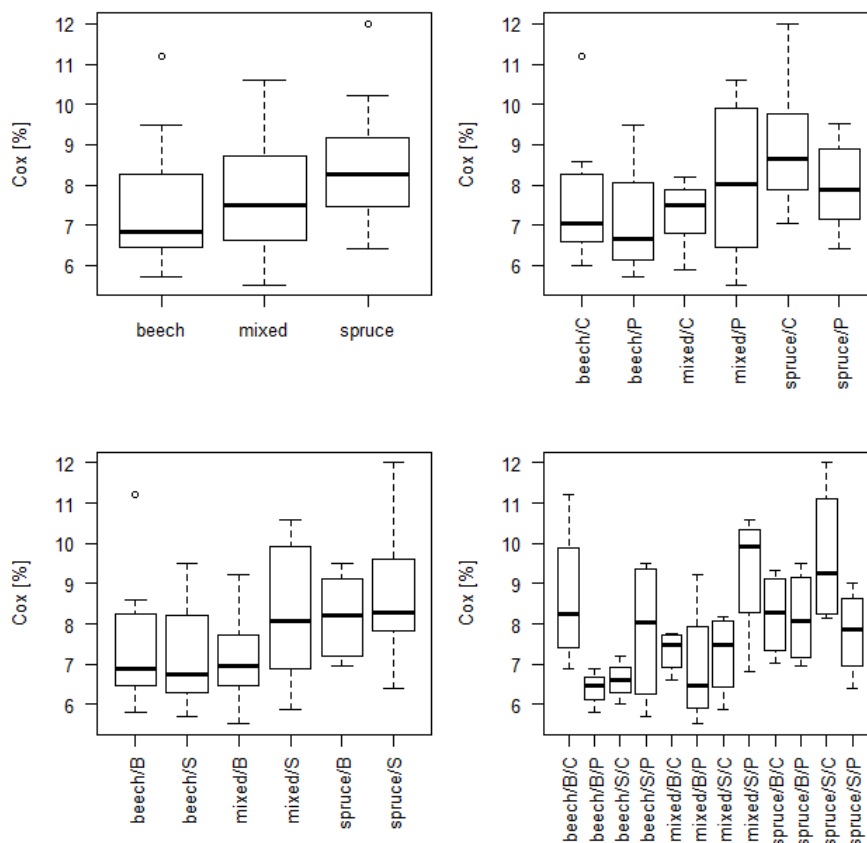 Cox [%]
12
11
10
9
8
7
6
beech
mixed
spruce
Cox [%]
12
11
10
9
8
7
6
beech/C
beech/P
mixed/C
mixed/P
spruce/C
spruce/P
Cox [%]
12
11
10
9
8
7
6
beech/B
beech/S
mixed/B
mixed/S
spruce/B
spruce/S
Cox [%]
12
11
10
9
8
7
6
beech/B/C
beech/B/P
beech/S/C
beech/S/P
mixed/B/C
mixed/B/P
mixed/S/C
mixed/S/P
spruce/B/C
spruce/B/P
spruce/S/C
spruce/S/P